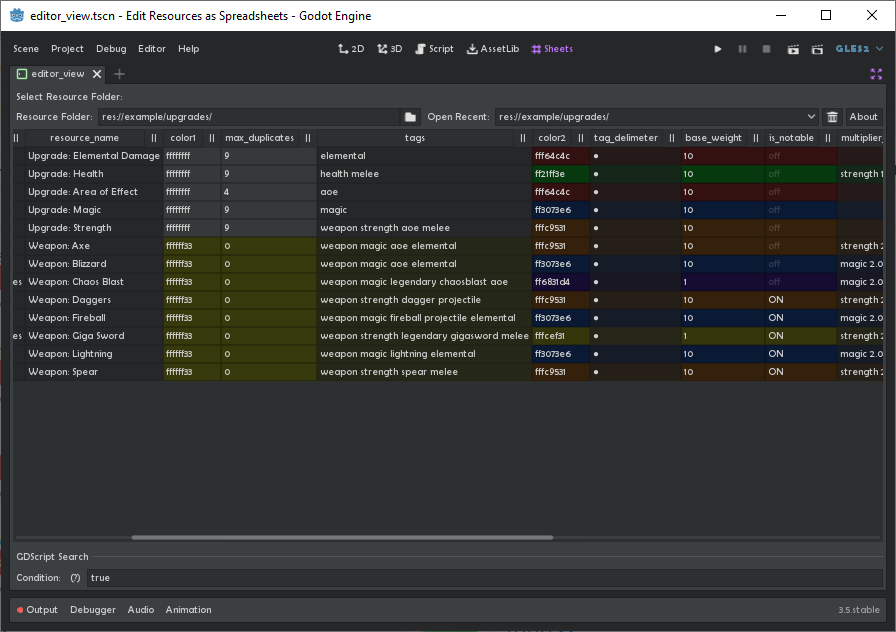 editor_view.tscn - Edit Resources as Spreadsheets - Godot Engine
Scene Project Debug Editor Help 2D 3D Script AssetLib Sheets GLES2
editor_view
Select Resource Folder:
Resource Folder: res://example/upgrades/ Open Recent: res://example/upgrades/ About
resource_name color1 max_duplicates tags color2 tag_delimeter base_weight is_notable multiplier_
Upgrade: Elemental Damage ffffffff 9 elemental fff64c4c • 10 off
Upgrade: Health ffffffff 9 health melee ff21ff3e • 10 off strength 1
Upgrade: Area of Effect ffffffff 4 aoe fff64c4c • 10 off
Upgrade: Magic ffffffff 9 magic ff3073e6 • 10 off
Upgrade: Strength ffffffff 9 weapon strength aoe melee fffc9531 • 10 off
Weapon: Axe ffffff33 0 weapon magic aoe elemental fffc9531 • 10 off strength 2
Weapon: Blizzard ffffff33 0 weapon magic aoe elemental ff3073e6 • 10 off magic 2.0
es Weapon: Chaos Blast ffffff33 0 weapon magic legendary chaosblast aoe ff6831d4 • 1 off magic 2.0
Weapon: Daggers ffffff33 0 weapon strength dagger projectile fffc9531 • 10 ON strength 2
Weapon: Fireball ffffff33 0 weapon magic fireball projectile elemental ff3073e6 • 10 ON magic 2.0
es Weapon: Giga Sword ffffff33 0 weapon strength legendary gigasword melee fffcef31 • 1 ON strength 2
Weapon: Lightning ffffff33 0 weapon magic lightning elemental ff3073e6 • 10 ON magic 2.0
Weapon: Spear ffffff33 0 weapon strength spear melee fffc9531 • 10 ON strength 2
GDScript Search
Condition: (?) true
Output Debugger Audio Animation 3.5.stable